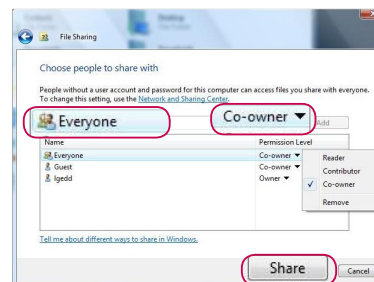 File Sharing
Choose people to share with
People without a user account and password for this computer can access files you share with everyone.
To change this setting, use the Network and Sharing Center.
Everyone
Co-owner
Add
Name
Permission Level
Everyone
Co-owner
Guest
Co-owner
lgedd
Owner
Reader
Contributor
Co-owner
Remove
Tell me about different ways to share in Windows.
Share
Cancel